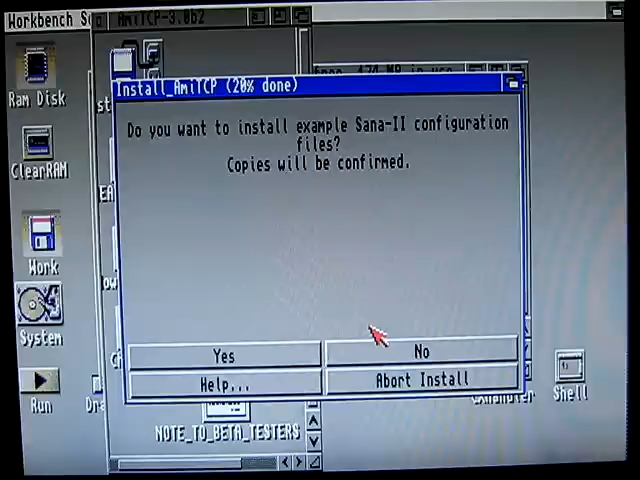 Workbench
AmiTCP-3.0b2
Install_AmiTCP (20% done)
Do you want to install example Sana-II configuration
files?
Copies will be confirmed.
Yes
No
Help...
Abort Install
Ram Disk
ClearRAM
Work
System
Run
Shell
NOTE_TO_BETA_TESTERS